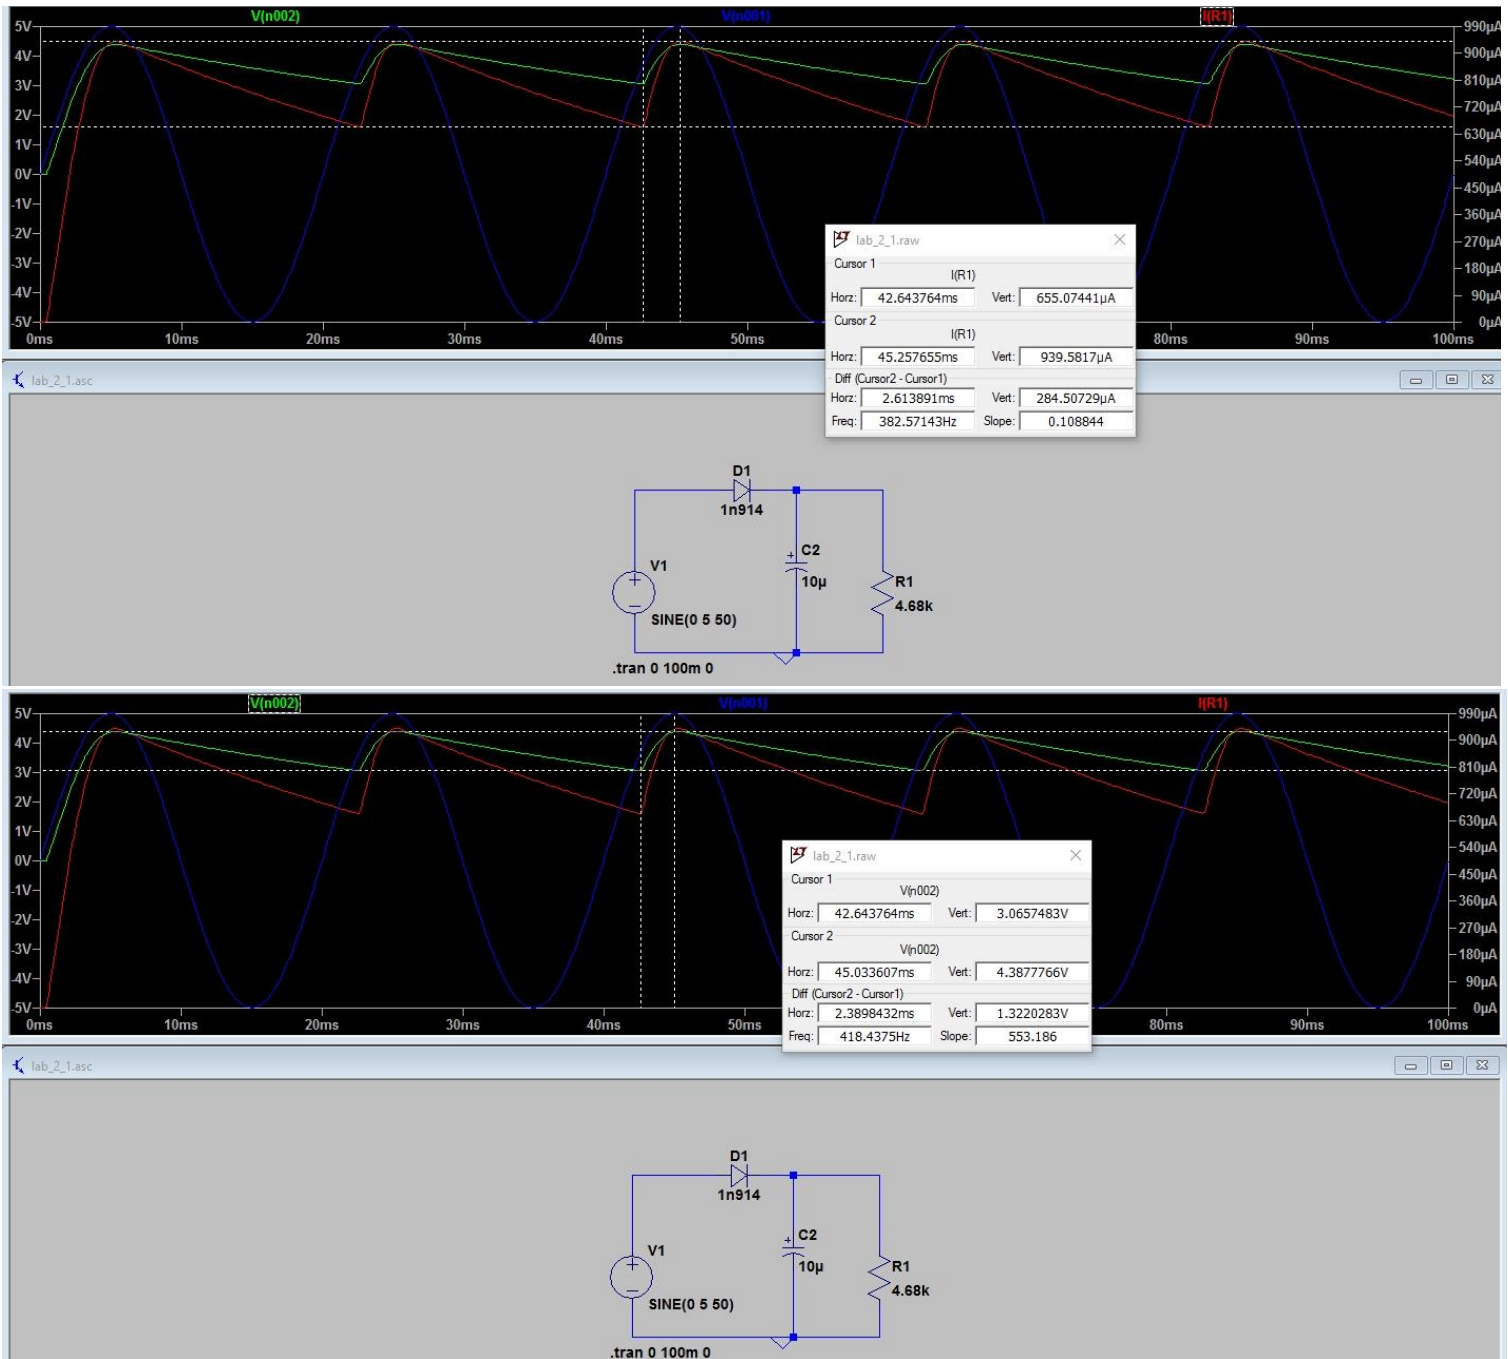 V(n002) V(n001) I(R1)
5V 990µA
4V 900µA
3V 810µA
2V 720µA
1V 630µA
0V 540µA
-1V 450µA
-2V 360µA
-3V 270µA
-4V 180µA
90µA
-5V 0µA
0ms 10ms 20ms 30ms 40ms 50ms 80ms 90ms 100ms
lab_2_1.raw
Cursor 1
I(R1)
Horz: 42.643764ms Vert: 655.07441µA
Cursor 2
I(R1)
Horz: 45.257655ms Vert: 939.5817µA
Diff (Cursor2 - Cursor1)
Horz: 2.613891ms Vert: 284.50729µA
Freq: 382.57143Hz Slope: 0.108844
lab_2_1.asc
D1
1n914
C2
10µ
V1
SINE(0 5 50)
R1
4.68k
.tran 0 100m 0
V(n002) V(n001) I(R1)
5V 990µA
4V 900µA
3V 810µA
2V 720µA
1V 630µA
0V 540µA
-1V 450µA
-2V 360µA
-3V 270µA
-4V 180µA
90µA
-5V 0µA
0ms 10ms 20ms 30ms 40ms 50ms 80ms 90ms 100ms
lab_2_1.raw
Cursor 1
V(n002)
Horz: 42.643764ms Vert: 3.0657483V
Cursor 2
V(n002)
Horz: 45.033607ms Vert: 4.3877766V
Diff (Cursor2 - Cursor1)
Horz: 2.3898432ms Vert: 1.3220283V
Freq: 418.4375Hz Slope: 553.186
lab_2_1.asc
D1
1n914
C2
10µ
V1
SINE(0 5 50)
R1
4.68k
.tran 0 100m 0